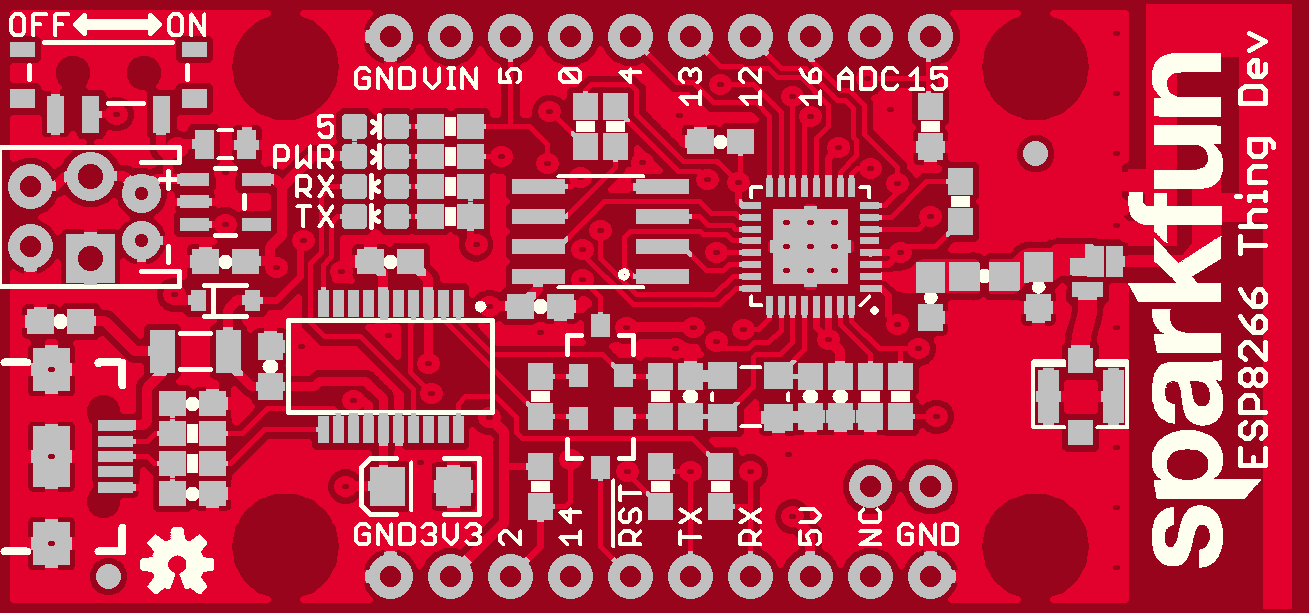 OFF ON
GND VIN 5 0 4 13 12 16 ADC 15
5
PWR
RX
TX
+
-
GND 3V3 2 14 RST TX RX 5V NC GND
sparkfun
ESP8266 Thing Dev